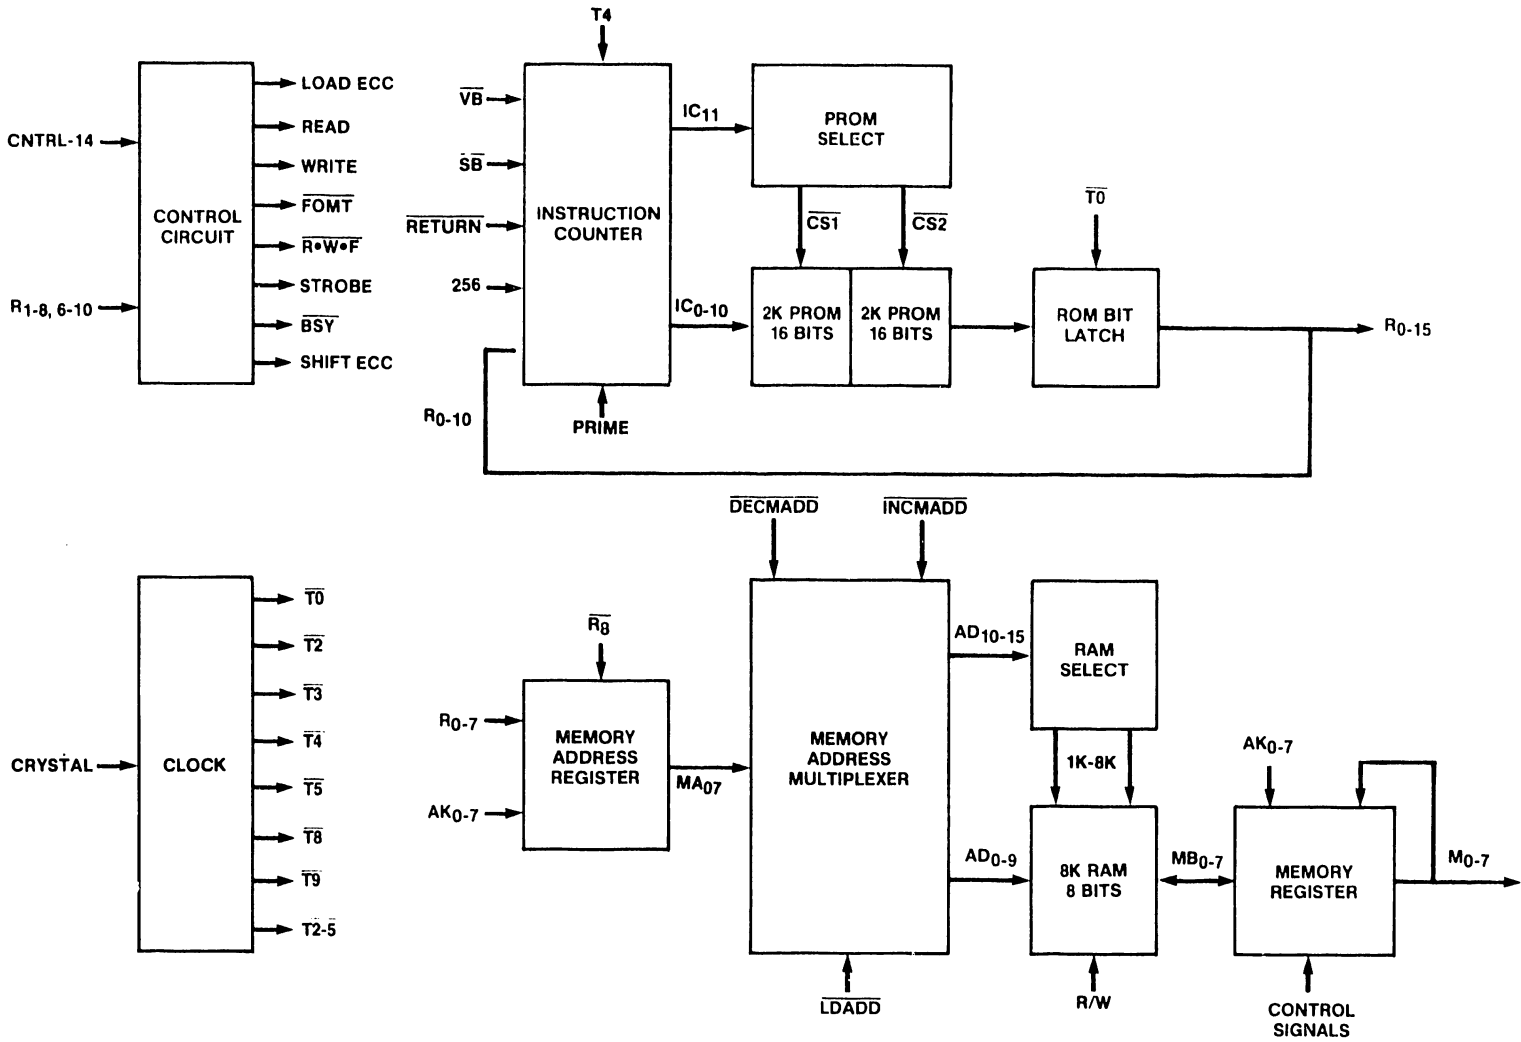 T4
CNTRL-14
R1-8, 6-10
CONTROL
CIRCUIT
LOAD ECC
READ
WRITE
FOMT
R•W•F
STROBE
BSY
SHIFT ECC
VB
SB
RETURN
256
INSTRUCTION
COUNTER
PRIME
R0-10
IC11
IC0-10
PROM
SELECT
CS1
CS2
2K PROM
16 BITS
2K PROM
16 BITS
T0
ROM BIT
LATCH
R0-15
CRYSTAL
CLOCK
T0
T2
T3
T4
T5
T8
T9
T2-5
R8
R0-7
AK0-7
MEMORY
ADDRESS
REGISTER
MA07
DECMADD
INCMADD
MEMORY
ADDRESS
MULTIPLEXER
LDADD
AD10-15
AD0-9
RAM
SELECT
1K-8K
8K RAM
8 BITS
R/W
MB0-7
AK0-7
MEMORY
REGISTER
M0-7
CONTROL
SIGNALS